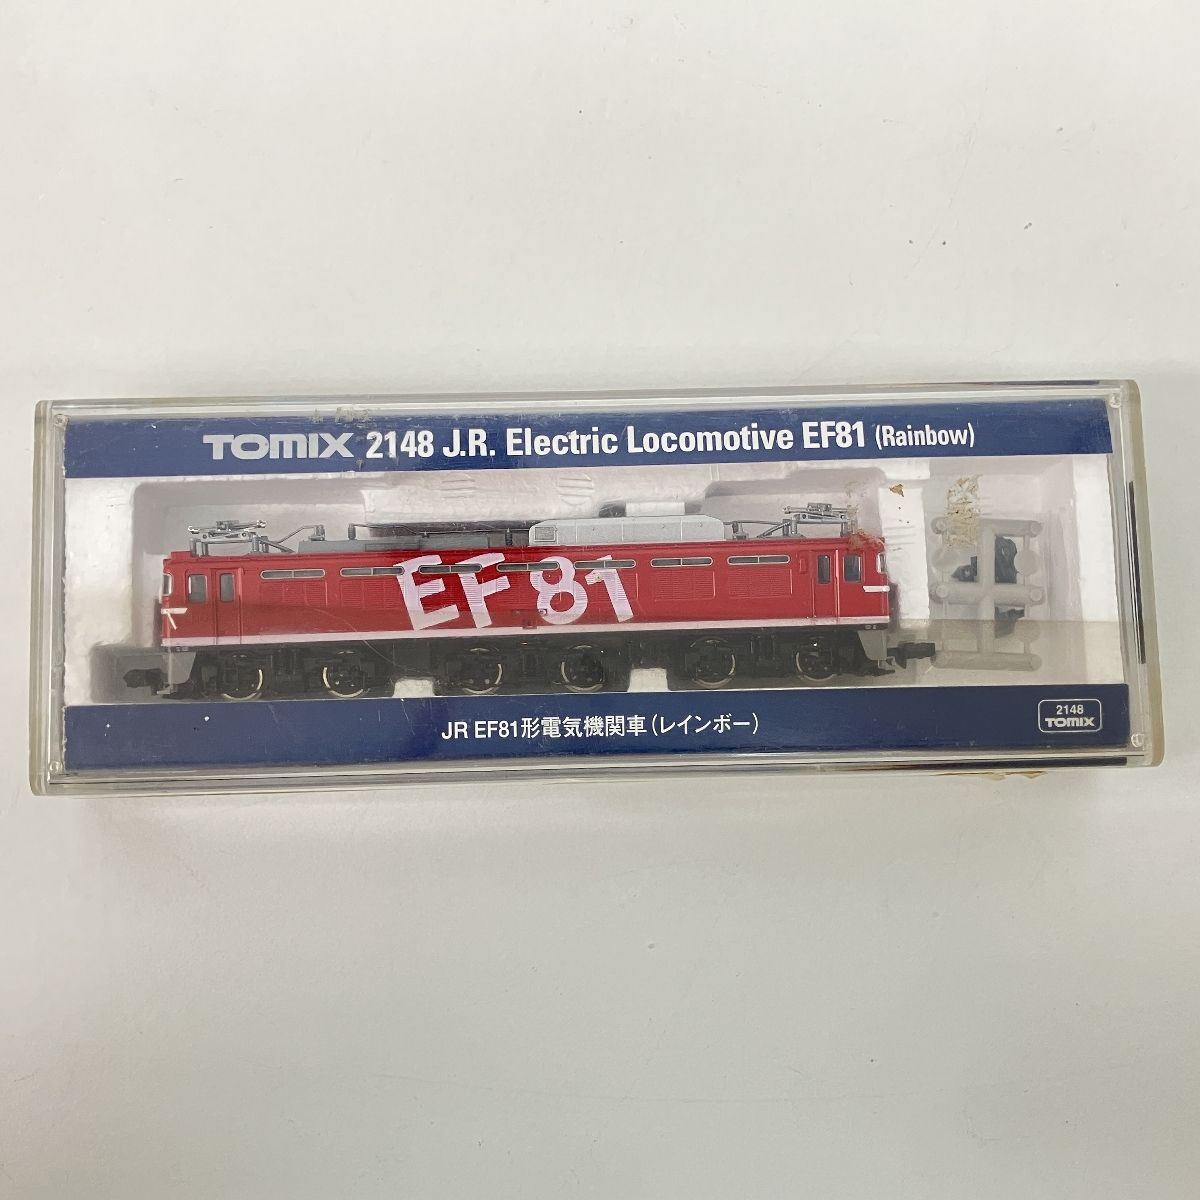 TOMIX 2148 J.R. Electric Locomotive EF81 (Rainbow)
EF81
JR EF81形電気機関車(レインボー)
2148
TOMIX